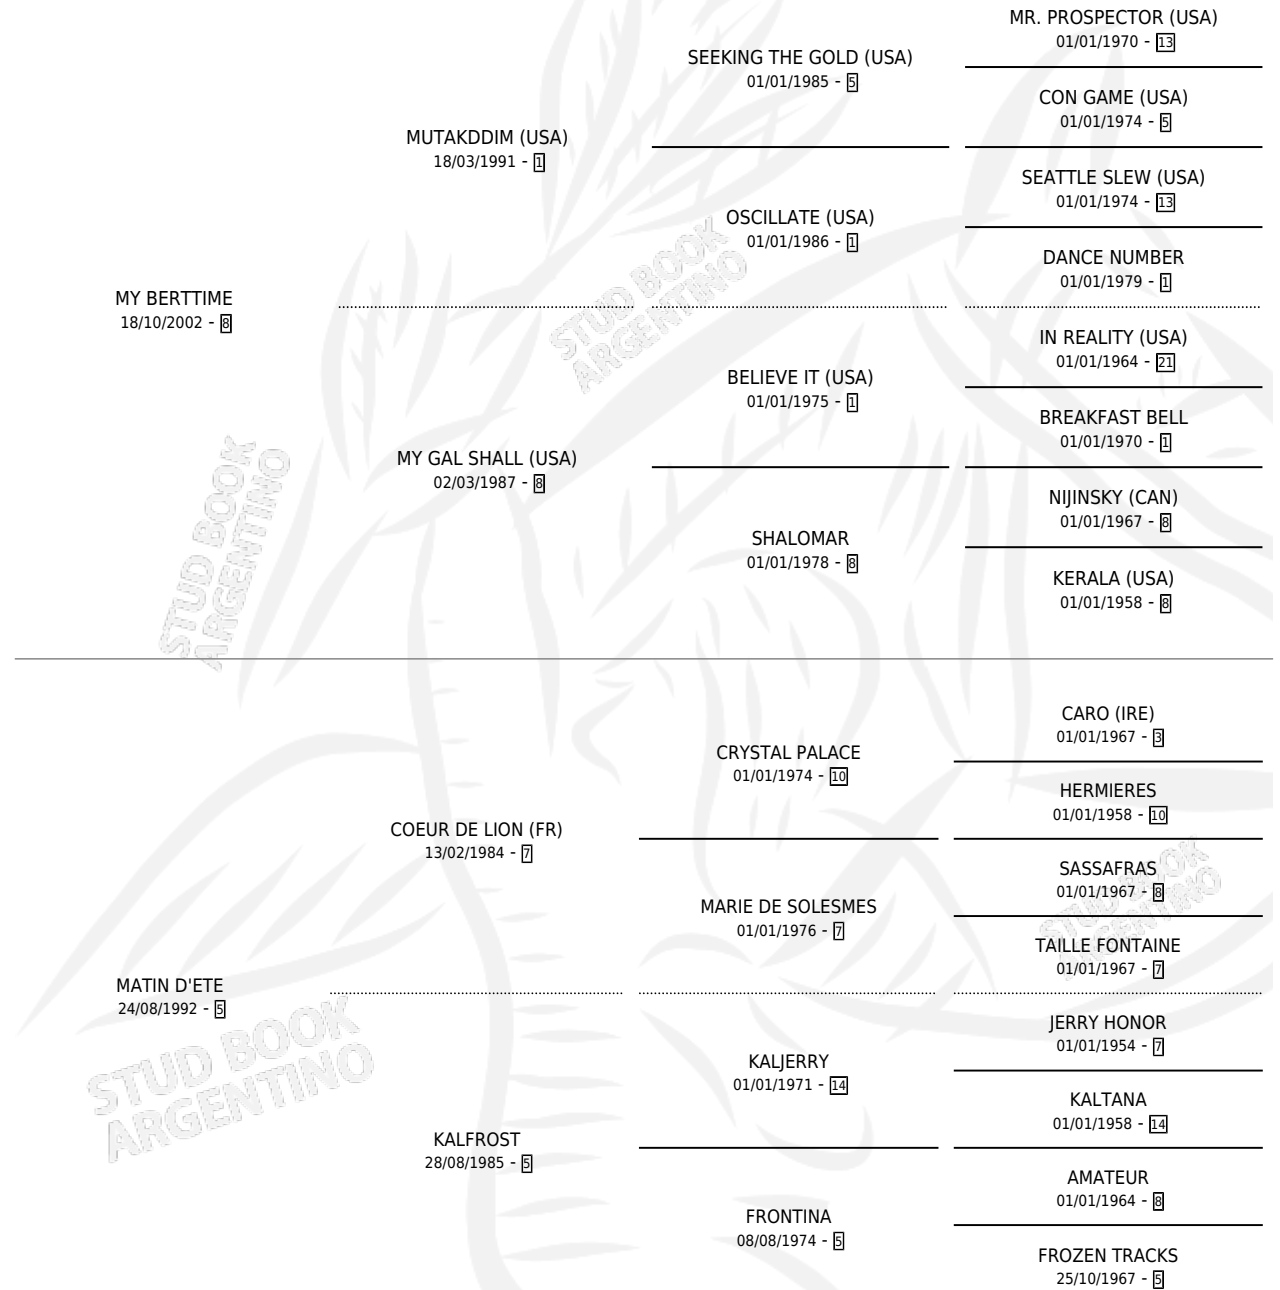 MR. PROSPECTOR (USA)
01/01/1970 - 13
SEEKING THE GOLD (USA)
01/01/1985 - 5
CON GAME (USA)
01/01/1974 - 5
MUTAKDDIM (USA)
18/03/1991 - 1
SEATTLE SLEW (USA)
01/01/1974 - 13
OSCILLATE (USA)
01/01/1986 - 1
DANCE NUMBER
01/01/1979 - 1
MY BERTTIME
18/10/2002 - 8
STUD BOOK
ARGENTINO
IN REALITY (USA)
01/01/1964 - 21
BELIEVE IT (USA)
01/01/1975 - 1
BREAKFAST BELL
01/01/1970 - 1
MY GAL SHALL (USA)
02/03/1987 - 8
NIJINSKY (CAN)
01/01/1967 - 8
SHALOMAR
01/01/1978 - 8
KERALA (USA)
01/01/1958 - 8
STUD BOOK
ARGENTINO
CARO (IRE)
01/01/1967 - 3
CRYSTAL PALACE
01/01/1974 - 10
HERMIERES
01/01/1958 - 10
COEUR DE LION (FR)
13/02/1984 - 7
SASSAFRAS
01/01/1967 - 8
MARIE DE SOLESMES
01/01/1976 - 7
STUD BOOK
ARGENTINO
TAILLE FONTAINE
01/01/1967 - 7
MATIN D'ETE
24/08/1992 - 5
STUD BOOK
ARGENTINO
JERRY HONOR
01/01/1954 - 7
KALJERRY
01/01/1971 - 14
KALTANA
01/01/1958 - 14
KALFROST
28/08/1985 - 5
AMATEUR
01/01/1964 - 8
FRONTINA
08/08/1974 - 5
FROZEN TRACKS
25/10/1967 - 5